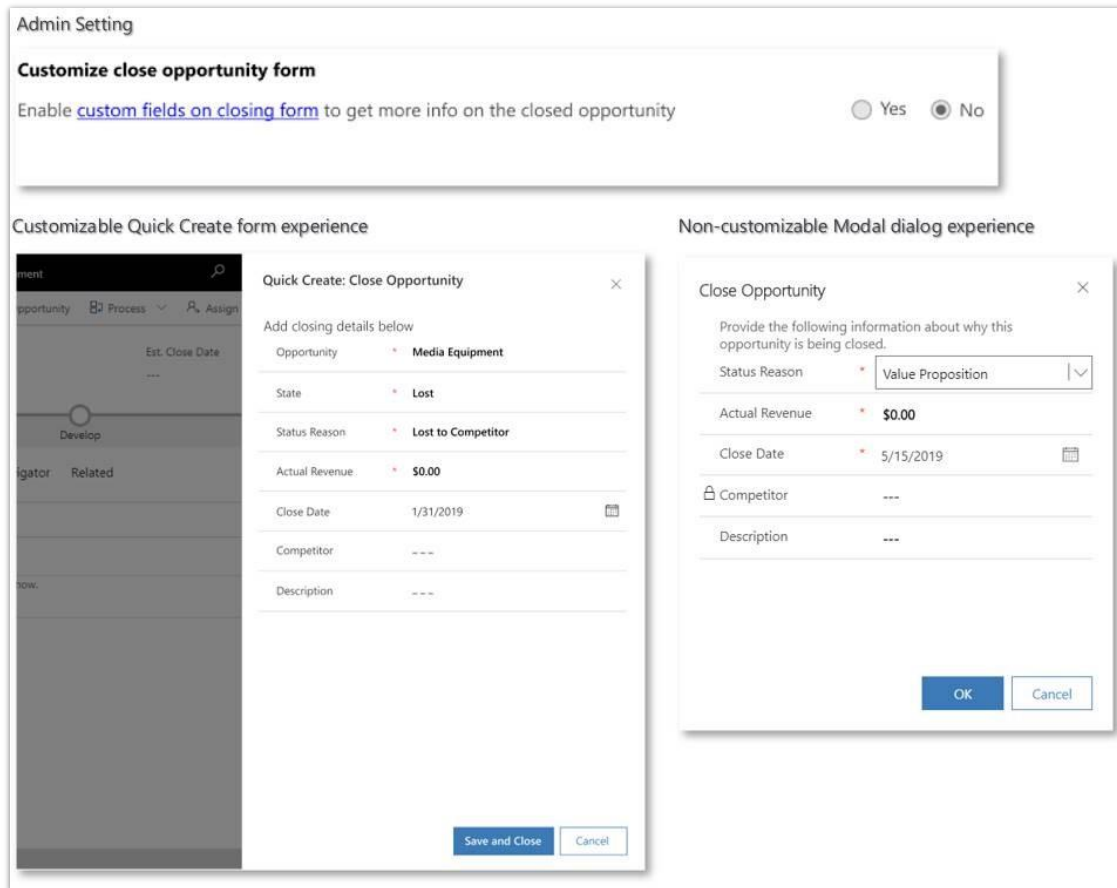 Admin Setting
Customize close opportunity form
Enable custom fields on closing form to get more info on the closed opportunity
Yes
No
Customizable Quick Create form experience
Non-customizable Modal dialog experience
ment
pportunity
Process
Assign
Est. Close Date
---
Develop
igator
Related
now.
Quick Create: Close Opportunity
Add closing details below
Opportunity * Media Equipment
State * Lost
Status Reason * Lost to Competitor
Actual Revenue * $0.00
Close Date 1/31/2019
Competitor ---
Description ---
Save and Close
Cancel
Close Opportunity
Provide the following information about why this
opportunity is being closed.
Status Reason * Value Proposition
Actual Revenue * $0.00
Close Date * 5/15/2019
Competitor ---
Description ---
OK
Cancel